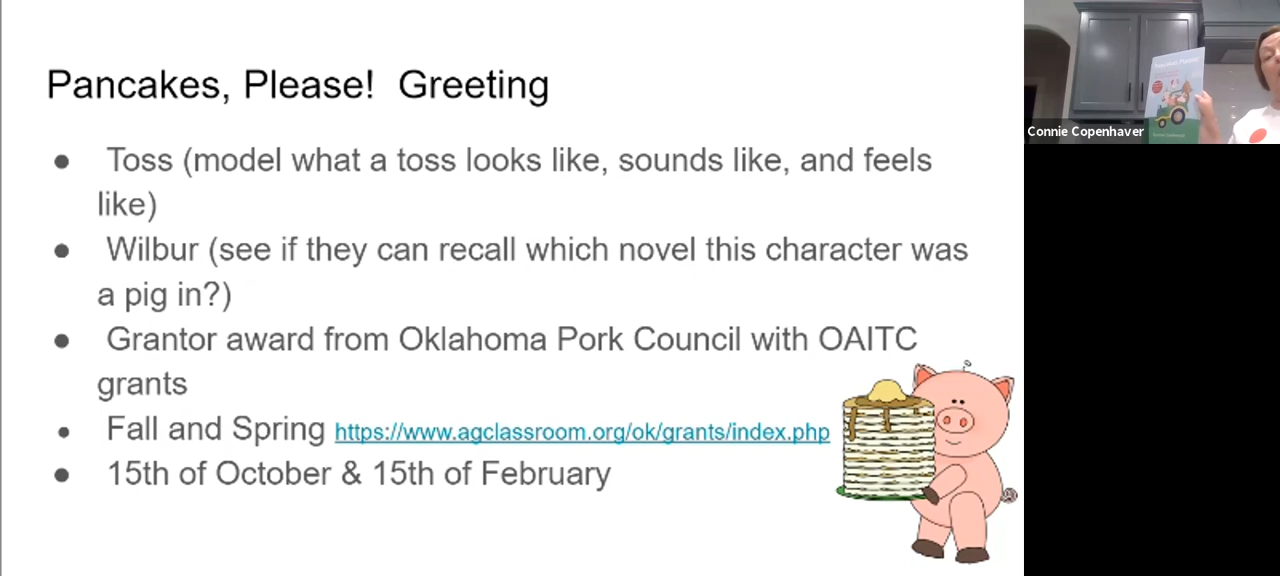 Pancakes, Please! Greeting
● Toss (model what a toss looks like, sounds like, and feels
like)
● Wilbur (see if they can recall which novel this character was
a pig in?)
● Grantor award from Oklahoma Pork Council with OAITC
grants
● Fall and Spring https://www.agclassroom.org/ok/grants/index.php
● 15th of October & 15th of February
Pancakes, Please!
Connie Copenhaver